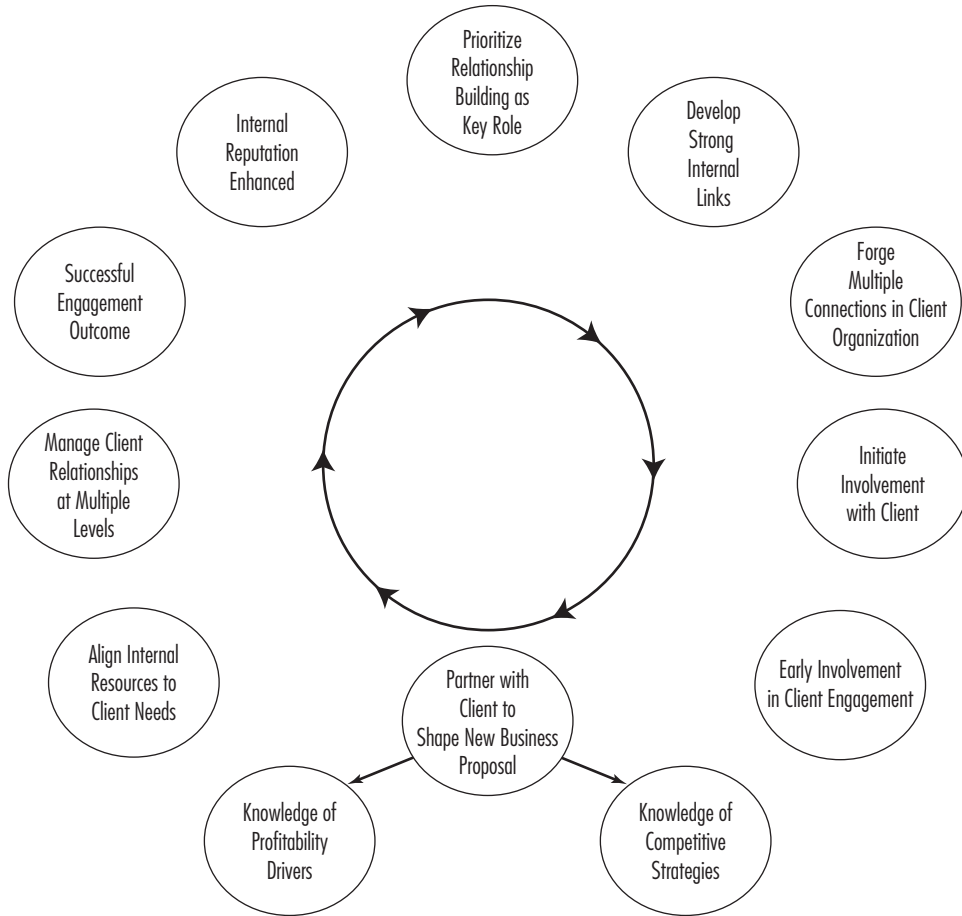 Prioritize
Relationship
Building as
Key Role
Develop
Strong
Internal
Links
Forge
Multiple
Connections in Client
Organization
Initiate
Involvement
with Client
Early Involvement
in Client Engagement
Partner with
Client to
Shape New Business
Proposal
Knowledge of
Competitive
Strategies
Knowledge of
Profitability
Drivers
Align Internal
Resources to
Client Needs
Manage Client
Relationships
at Multiple
Levels
Successful
Engagement
Outcome
Internal
Reputation
Enhanced